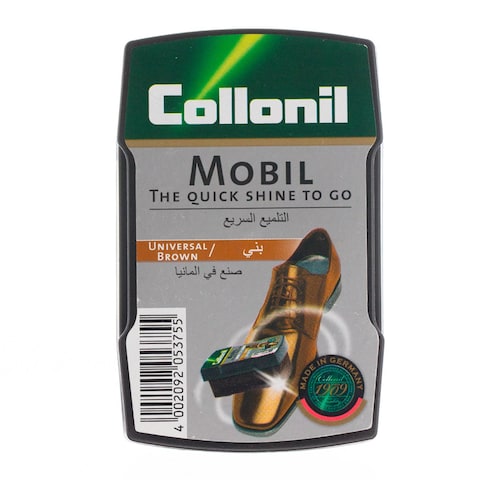 Collonil
MOBIL
THE QUICK SHINE TO GO
التلميع السريع
UNIVERSAL / بني
BROWN
صنع في المانيا
4 002092 053755
MADE IN GERMANY
Collonil
1909